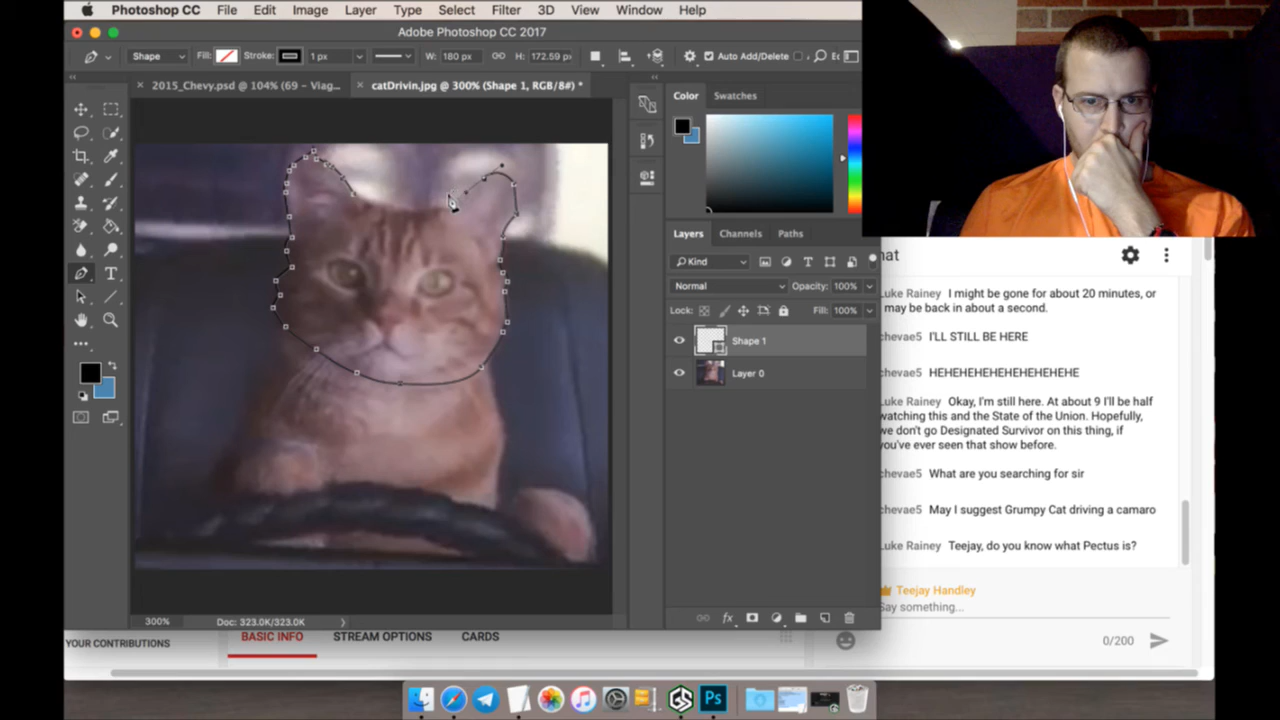 Photoshop CC File Edit Image Layer Type Select Filter 3D View Window Help
Adobe Photoshop CC 2017
Shape Fill: Stroke: 1 px W: 180 px H: 172.59 p Auto Add/Delete
2015_Chevy.psd @ 104% (69 – Viag... catDrivin.jpg @ 300% (Shape 1, RGB/8#) *
Color Swatches
Layers Channels Paths
Kind
Normal Opacity: 100%
Lock: Fill: 100%
Shape 1
Layer 0
300% Doc: 323.0K/323.0K
YOUR CONTRIBUTIONS BASIC INFO STREAM OPTIONS CARDS
hat
Luke Rainey I might be gone for about 20 minutes, or
may be back in about a second.
chevae5 I'LL STILL BE HERE
chevae5 HEHEHEHEHEHEHEHEHE
Luke Rainey Okay, I'm still here. At about 9 I'll be half
watching this and the State of the Union. Hopefully,
we don't go Designated Survivor on this thing, if
you've ever seen that show before.
chevae5 What are you searching for sir
chevae5 May I suggest Grumpy Cat driving a camaro
Luke Rainey Teejay, do you know what Pectus is?
Teejay Handley
Say something...
0/200
Ps